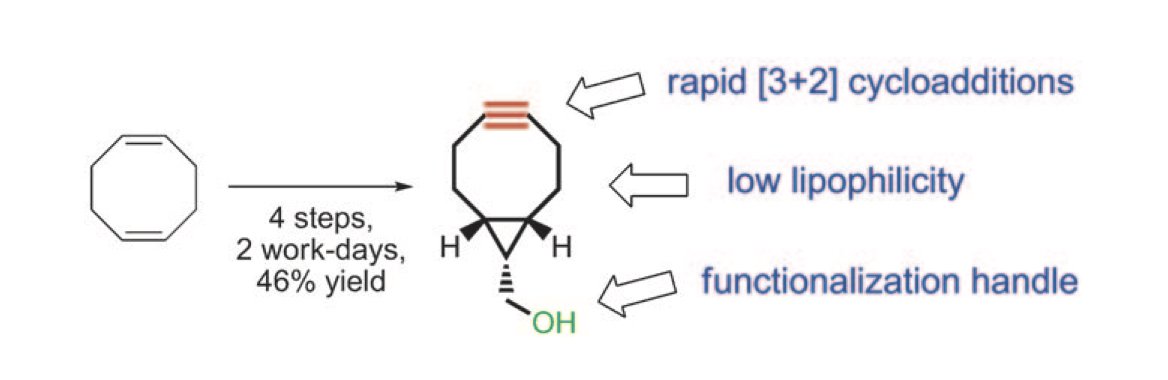 rapid [3+2] cycloadditions
low lipophilicity
4 steps,
2 work-days,
46% yield
H H
functionalization handle
OH